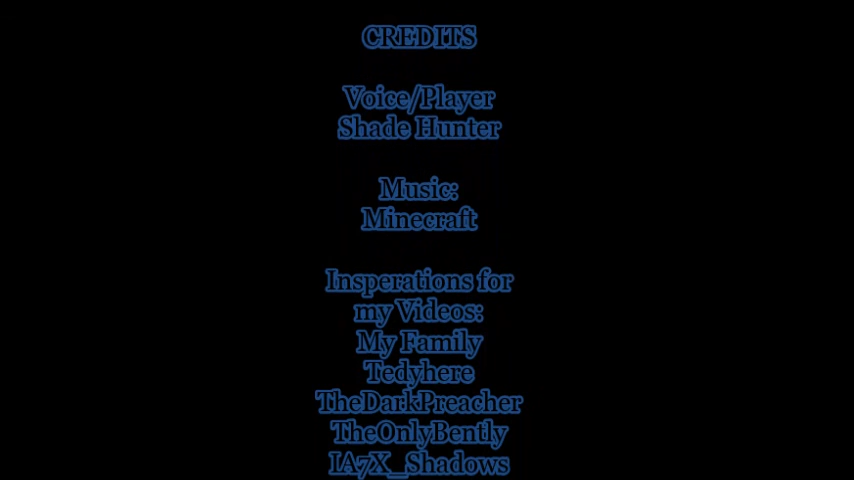 CREDITS
Voice/Player
Shade Hunter
Music:
Minecraft
Insperations for
my Videos:
My Family
Tedyhere
TheDarkPreacher
TheOnlyBently
IA7X_Shadows